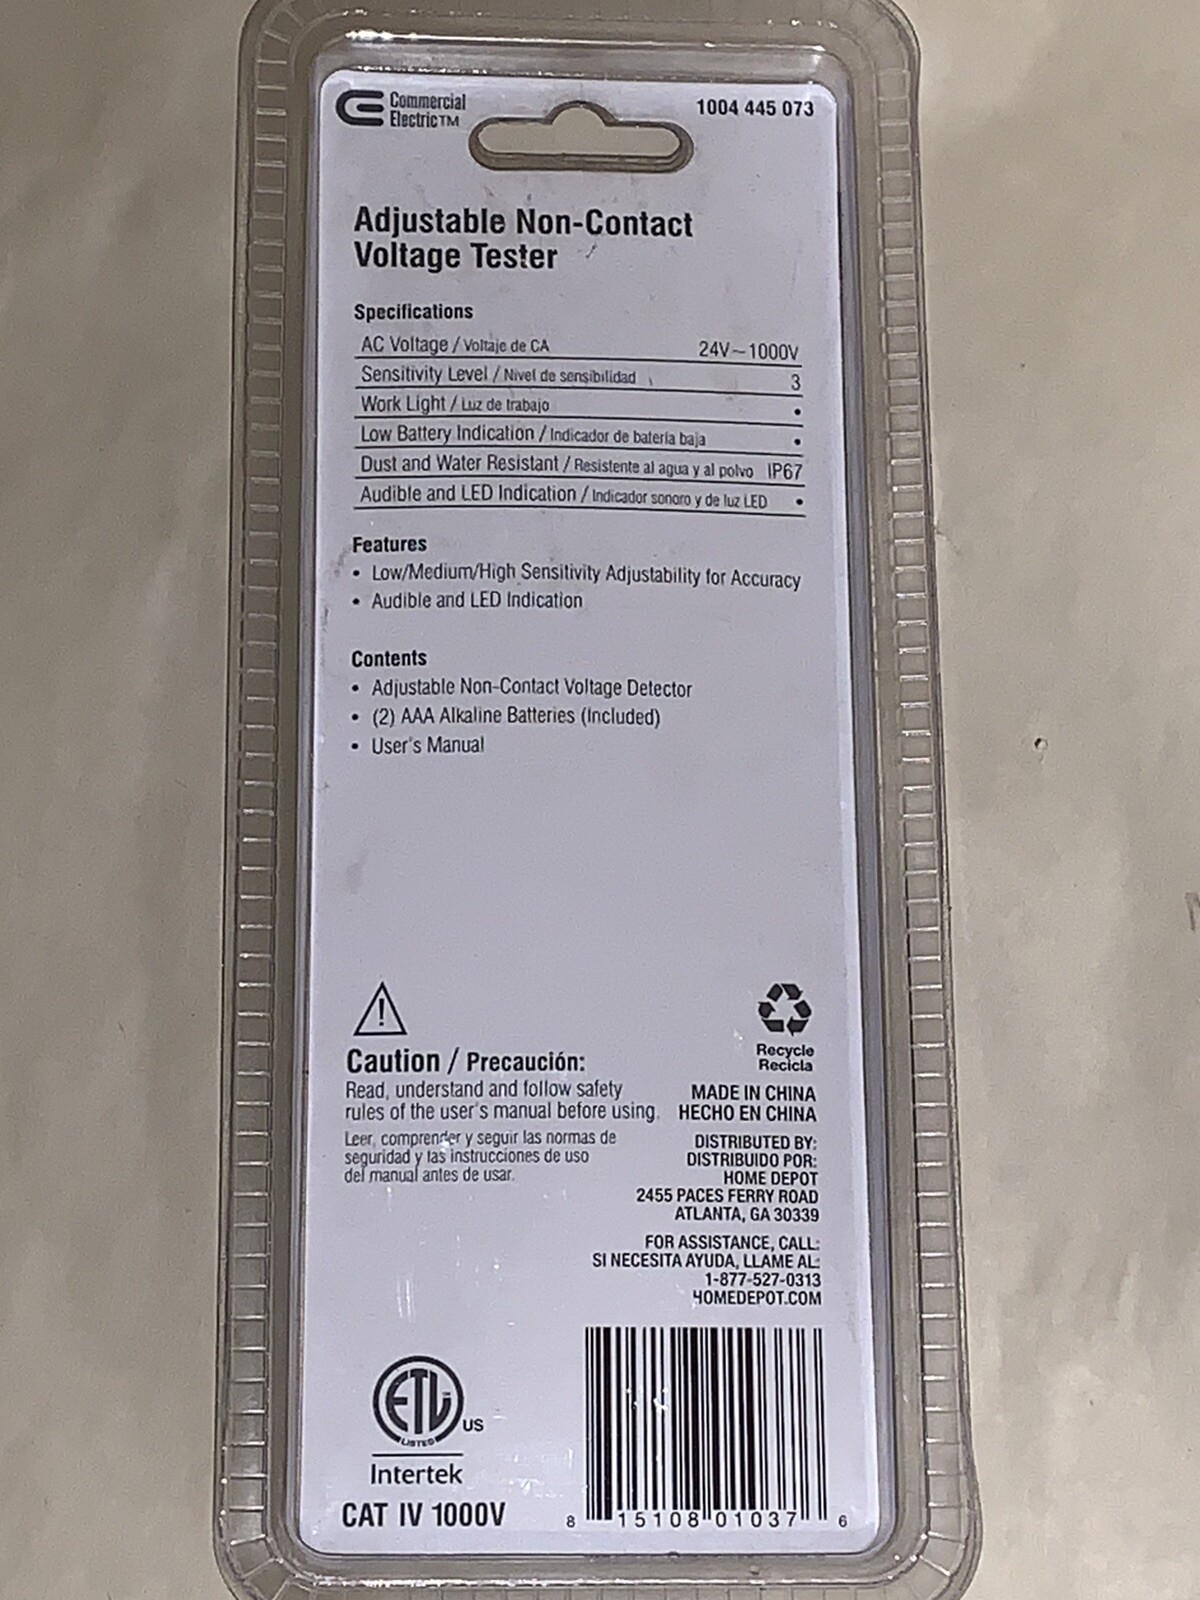 Commercial
Electric™
1004 445 073
Adjustable Non-Contact
Voltage Tester
Specifications
AC Voltage / Voltaje de CA 24V~1000V
Sensitivity Level / Nivel de sensibilidad 3
Work Light / Luz de trabajo •
Low Battery Indication / Indicador de batería baja •
Dust and Water Resistant / Resistente al agua y al polvo IP67
Audible and LED Indication / Indicador sonoro y de luz LED •
Features
• Low/Medium/High Sensitivity Adjustability for Accuracy
• Audible and LED Indication
Contents
• Adjustable Non-Contact Voltage Detector
• (2) AAA Alkaline Batteries (Included)
• User's Manual
!
Caution / Precaución:
Read, understand and follow safety
rules of the user's manual before using.
Leer, comprender y seguir las normas de
seguridad y las instrucciones de uso
del manual antes de usar.
Recycle
Recicla
MADE IN CHINA
HECHO EN CHINA
DISTRIBUTED BY:
DISTRIBUIDO POR:
HOME DEPOT
2455 PACES FERRY ROAD
ATLANTA, GA 30339
FOR ASSISTANCE, CALL:
SI NECESITA AYUDA, LLAME AL:
1-877-527-0313
HOMEDEPOT.COM
ETL
LISTED
US
Intertek
CAT IV 1000V
8 15108 01037 6